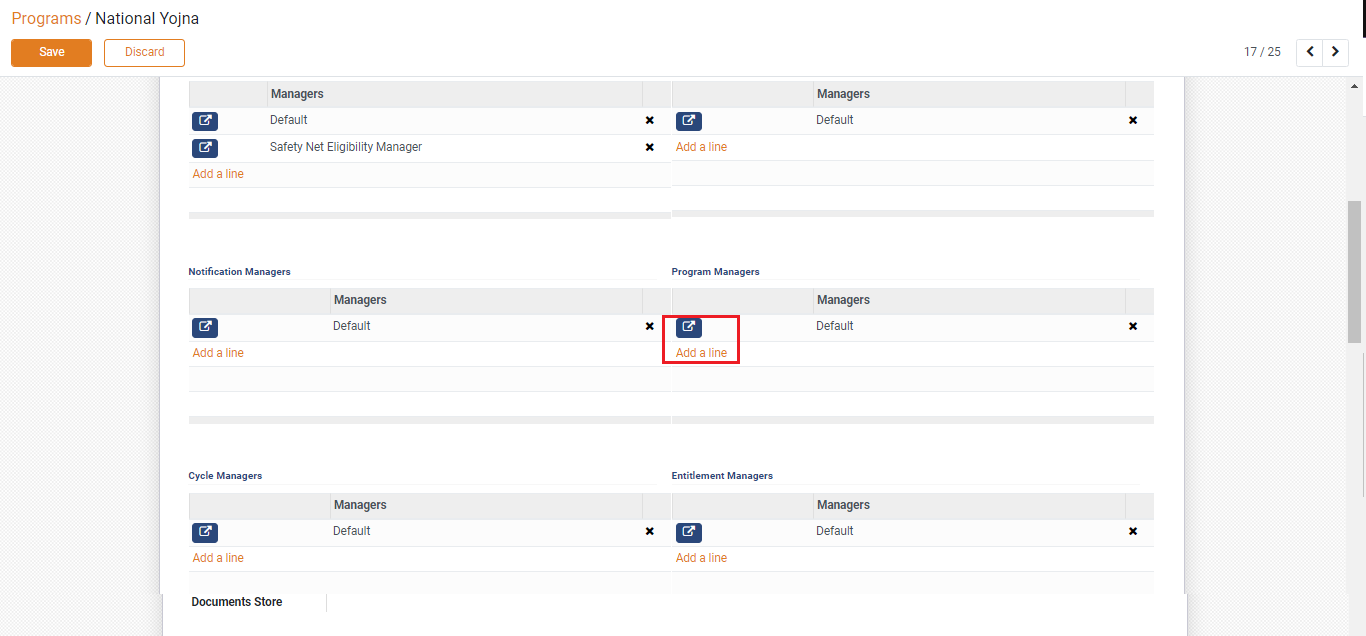 Programs / National Yojna
Save Discard 17 / 25
Managers Managers
Default Default
Safety Net Eligibility Manager Add a line
Add a line
Notification Managers Program Managers
Managers Managers
Default Default
Add a line Add a line
Cycle Managers Entitlement Managers
Managers Managers
Default Default
Add a line Add a line
Documents Store